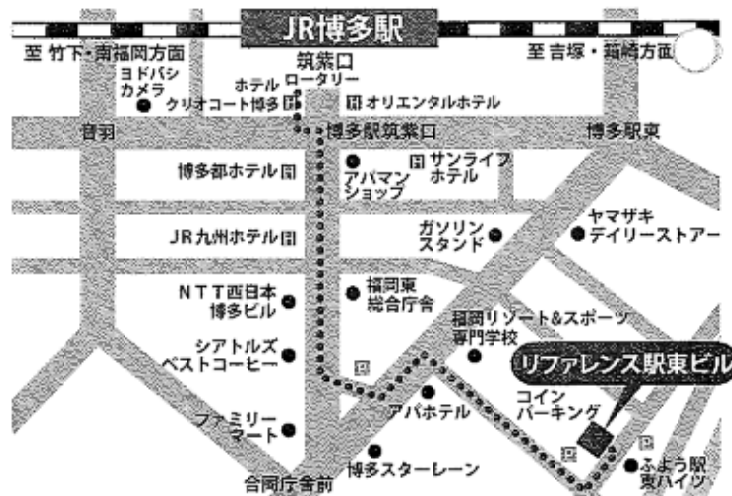 JR博多駅
至 竹下・南福岡方面
筑紫口
至 吉塚・箱崎方面
ヨドバシ
カメラ
ホテル
クリオコート博多 H
ロータリー
H オリエンタルホテル
音羽
博多駅筑紫口
博多駅東
博多都ホテル H
アパマン
ショップ
H サンライフ
ホテル
JR九州ホテル H
ガソリン
スタンド
ヤマザキ
デイリーストアー
NTT西日本
博多ビル
福岡東
総合庁舎
福岡リゾート&スポーツ
専門学校
シアトルズ
ベストコーヒー
P
リファレンス駅東ビル
アパホテル
コイン
パーキング
ファミリー
マート
博多スターレーン
P
P
ふよう駅
東ハイツ
合同庁舎前